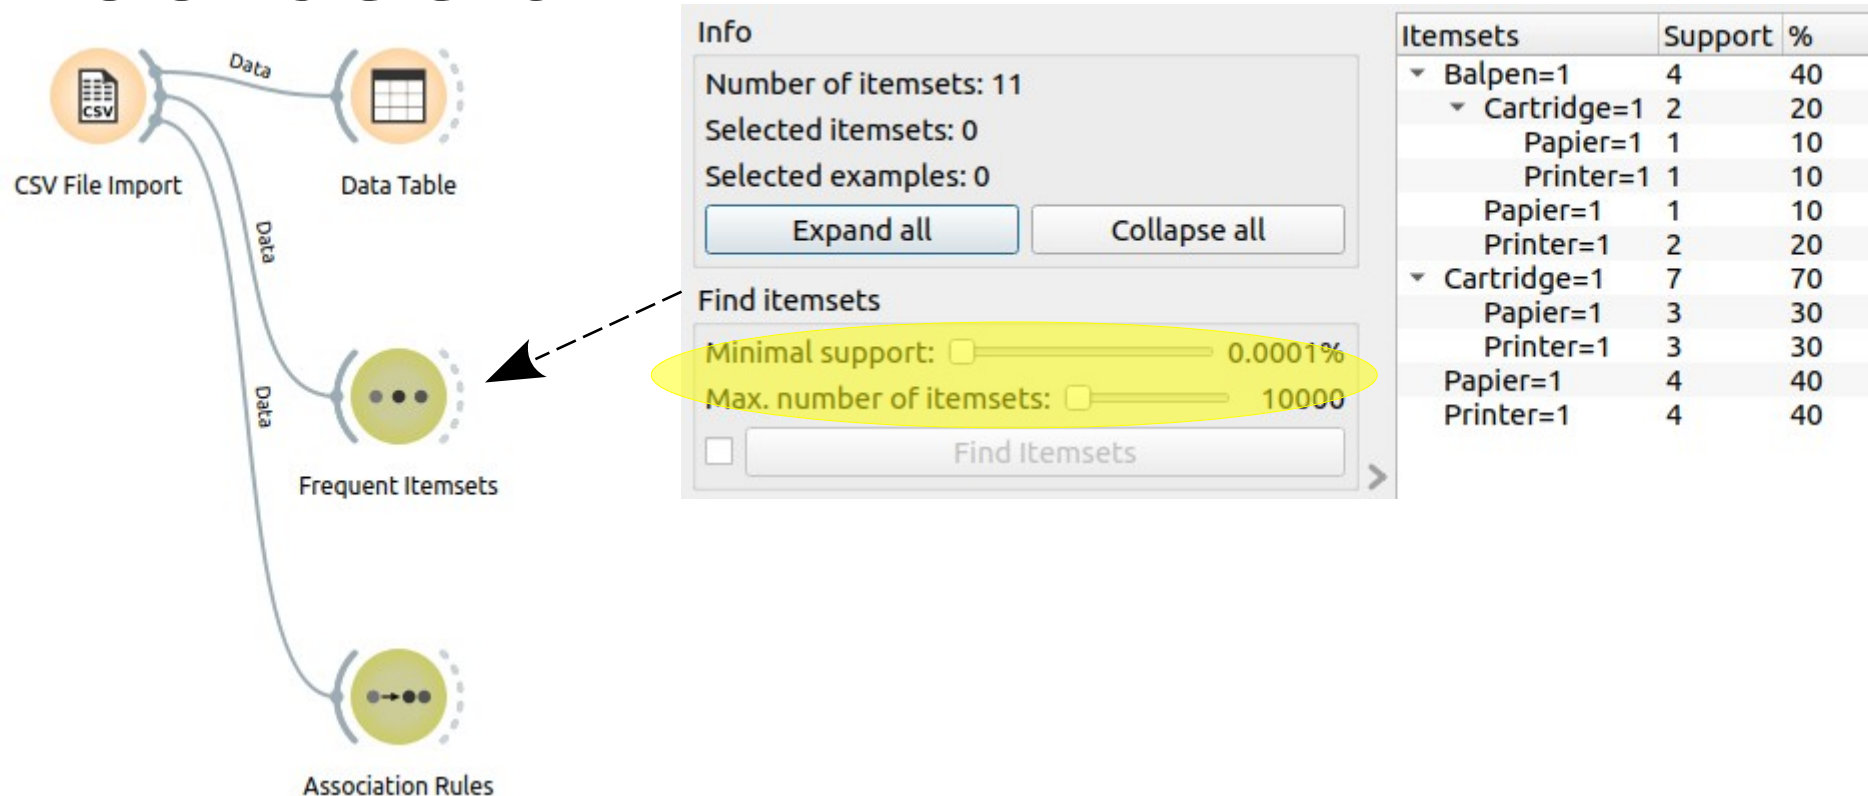 Data
CSV File Import
Data Table
Data
Data
Frequent Itemsets
Association Rules
Info
Number of itemsets: 11
Selected itemsets: 0
Selected examples: 0
Expand all Collapse all
Find itemsets
Minimal support: 0.0001%
Max. number of itemsets: 10000
Find Itemsets
Itemsets Support %
Balpen=1 4 40
Cartridge=1 2 20
Papier=1 1 10
Printer=1 1 10
Papier=1 1 10
Printer=1 2 20
Cartridge=1 7 70
Papier=1 3 30
Printer=1 3 30
Papier=1 4 40
Printer=1 4 40